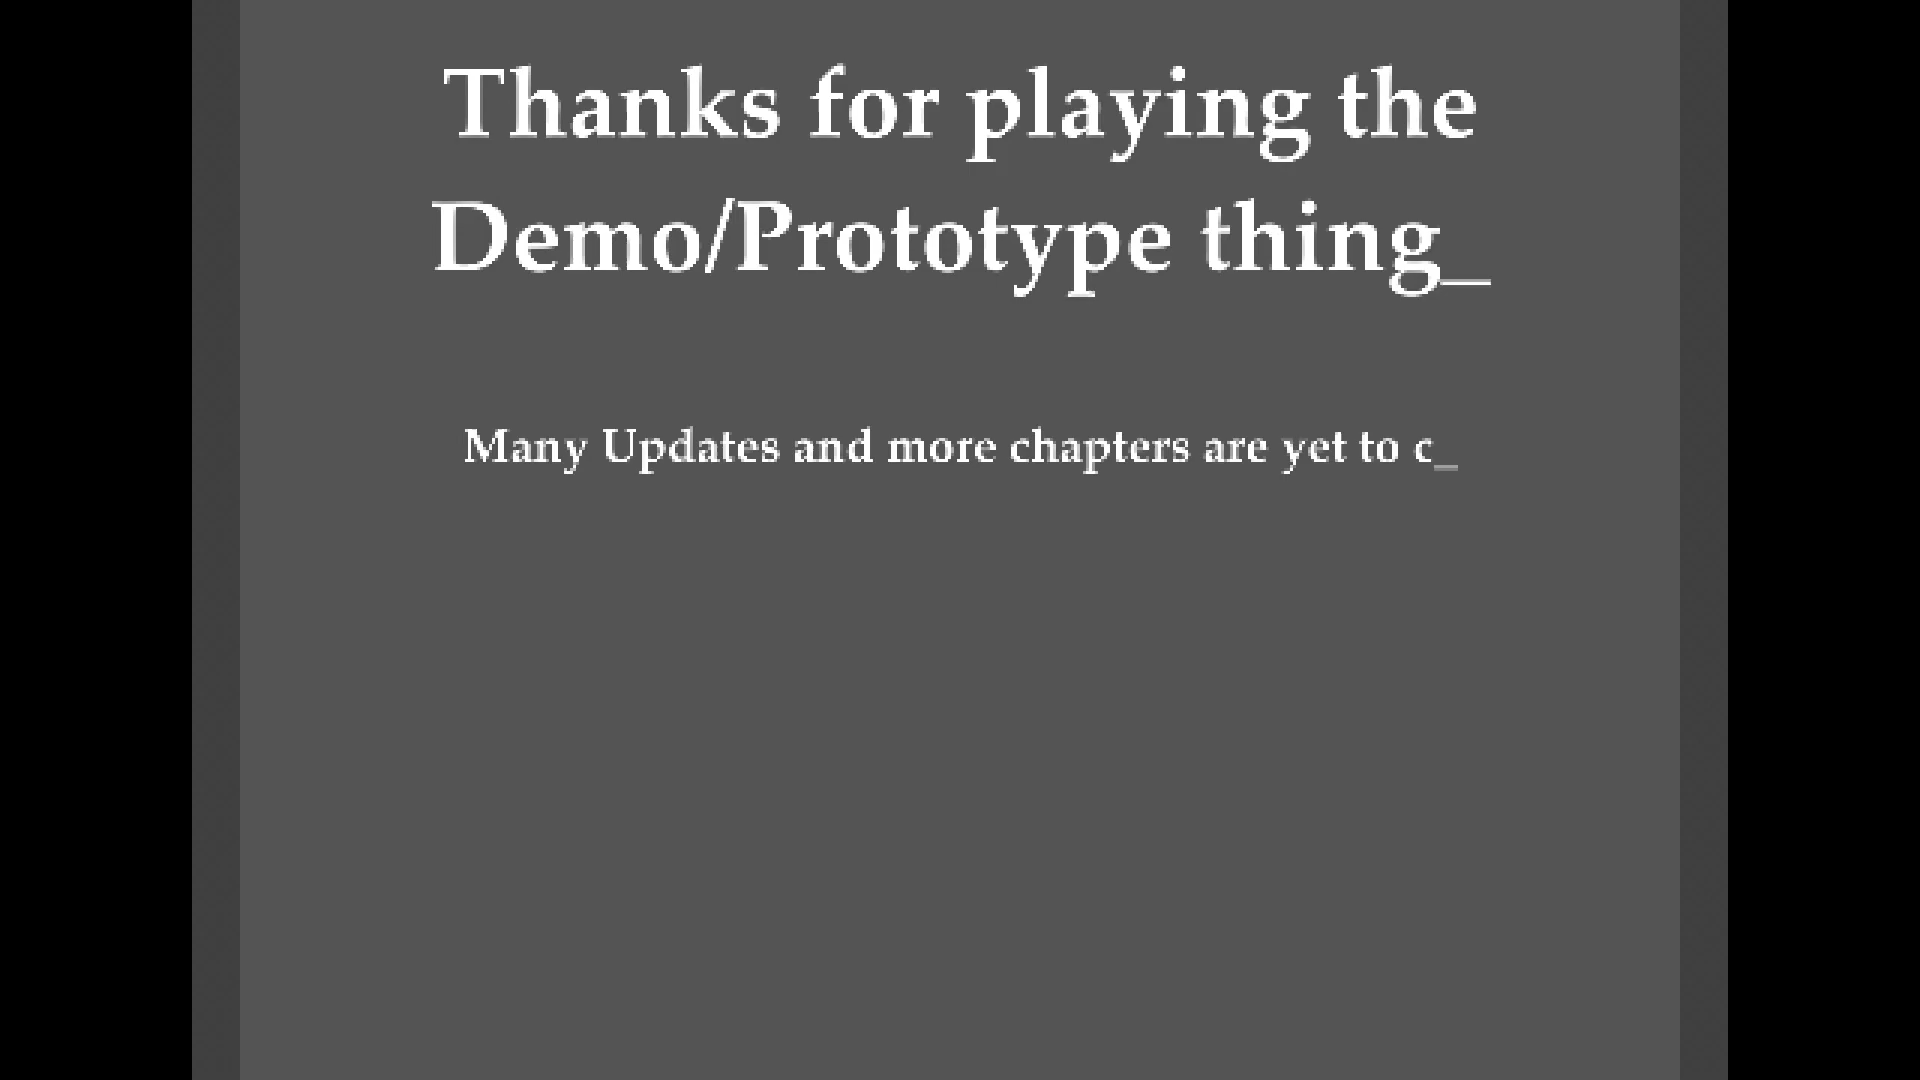 Thanks for playing the
Demo/Prototype thing_
Many Updates and more chapters are yet to c_